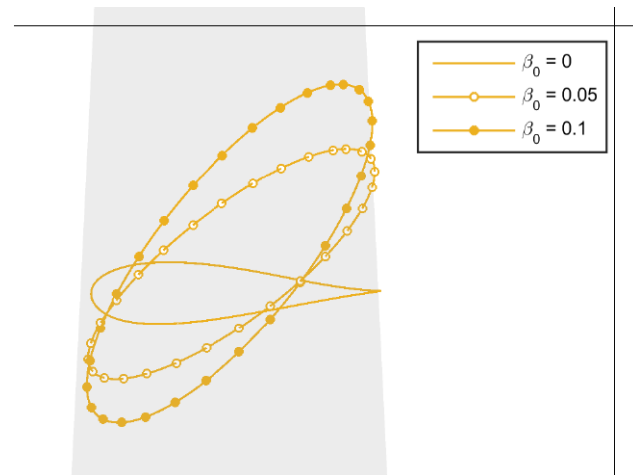 β₀ = 0
β₀ = 0.05
β₀ = 0.1